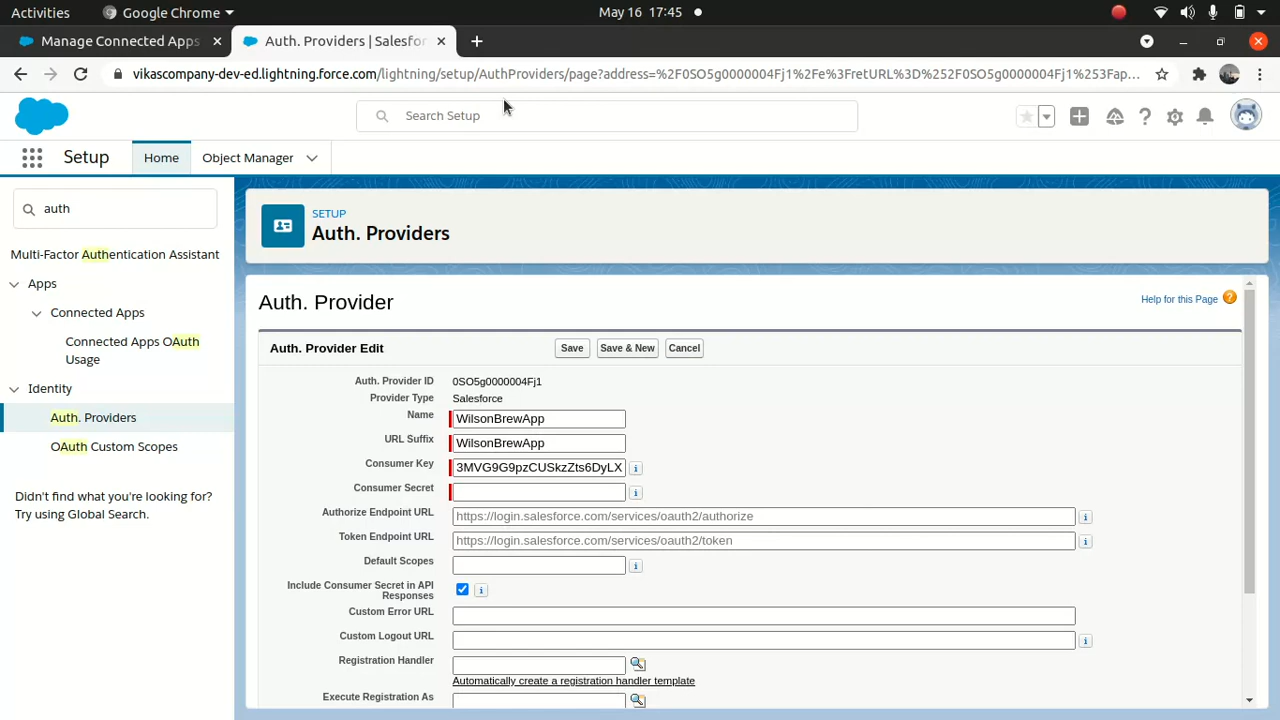 Activities
Google Chrome
May 16 17:45
Manage Connected Apps
Auth. Providers | Salesfor
vikascompany-dev-ed.lightning.force.com/lightning/setup/AuthProviders/page?address=%2F0SO5g0000004Fj1%2Fe%3FretURL%3D%252F0SO5g0000004Fj1%253Fap...
Search Setup
Setup
Home
Object Manager
auth
Multi-Factor Authentication Assistant
Apps
Connected Apps
Connected Apps OAuth
Usage
Identity
Auth. Providers
OAuth Custom Scopes
Didn't find what you're looking for?
Try using Global Search.
SETUP
Auth. Providers
Auth. Provider
Help for this Page
Auth. Provider Edit
Save
Save & New
Cancel
Auth. Provider ID 0SO5g0000004Fj1
Provider Type Salesforce
Name WilsonBrewApp
URL Suffix WilsonBrewApp
Consumer Key 3MVG9G9pzCUSkzZts6DyLX
Consumer Secret
Authorize Endpoint URL https://login.salesforce.com/services/oauth2/authorize
Token Endpoint URL https://login.salesforce.com/services/oauth2/token
Default Scopes
Include Consumer Secret in API
Responses
Custom Error URL
Custom Logout URL
Registration Handler
Automatically create a registration handler template
Execute Registration As